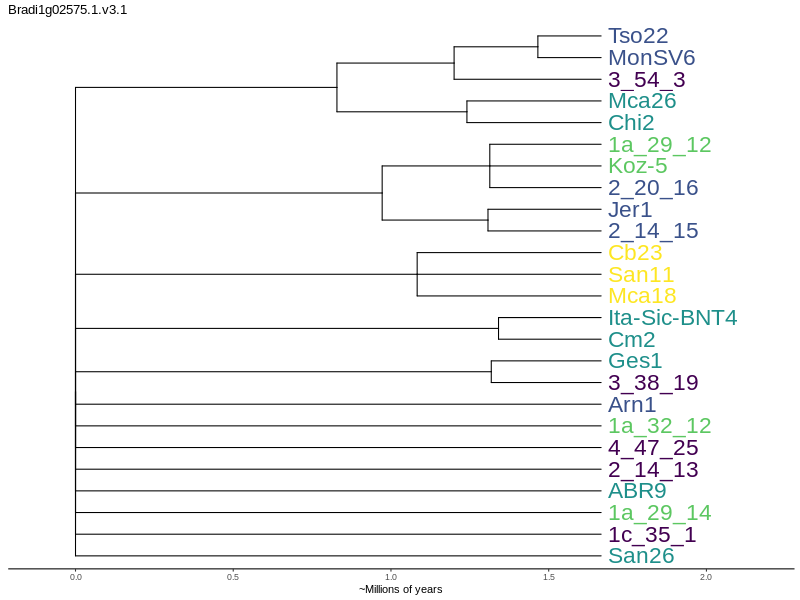 Bradi1g02575.1.v3.1
Tso22
MonSV6
3_54_3
Mca26
Chi2
1a_29_12
Koz-5
2_20_16
Jer1
2_14_15
Cb23
San11
Mca18
Ita-Sic-BNT4
Cm2
Ges1
3_38_19
Arn1
1a_32_12
4_47_25
2_14_13
ABR9
1a_29_14
1c_35_1
San26
0.0 0.5 1.0 1.5 2.0
~Millions of years